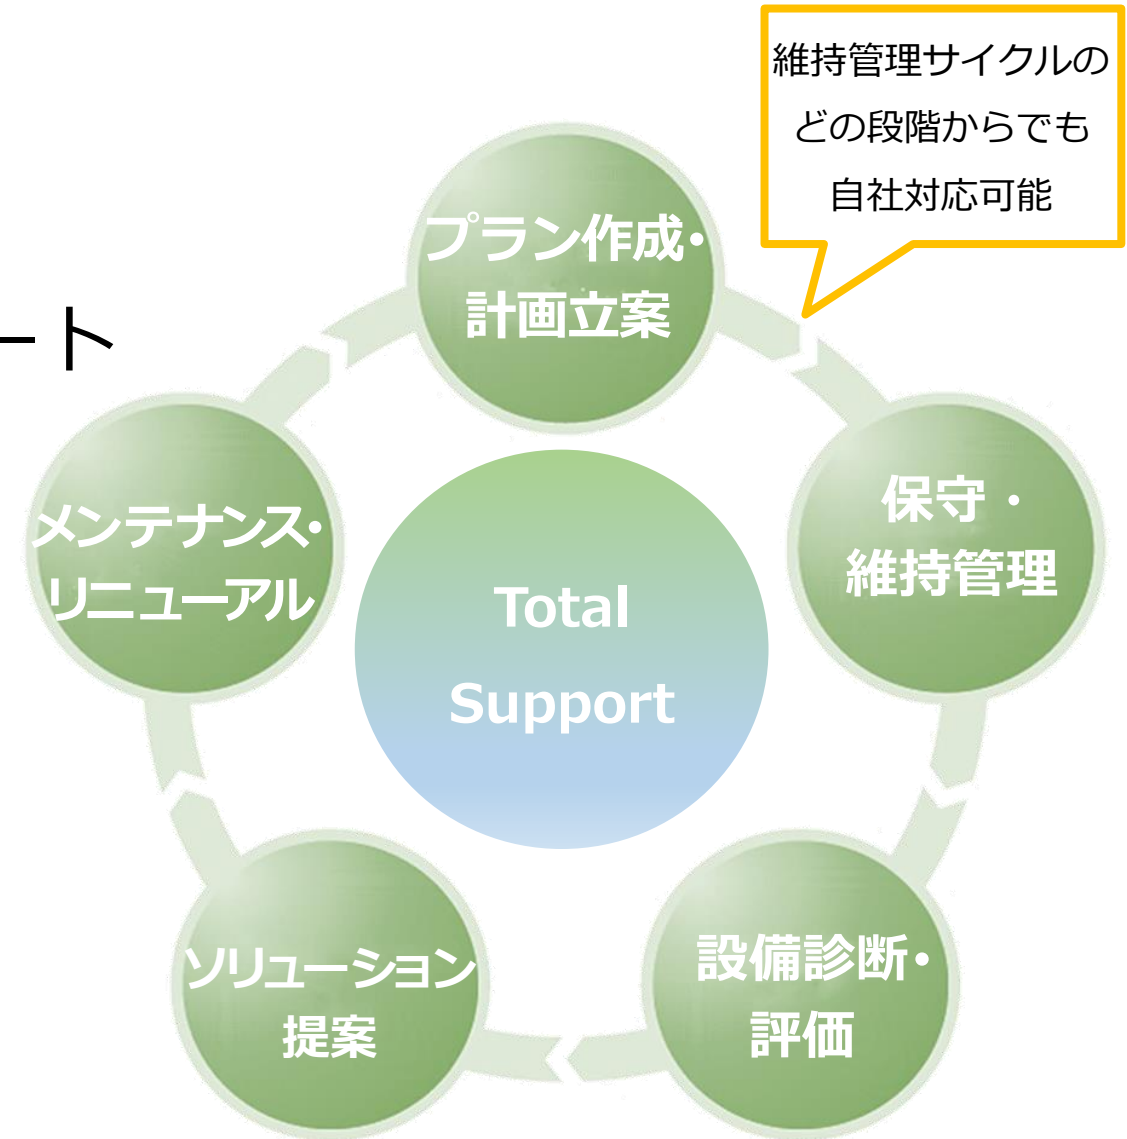 維持管理サイクルの
どの段階からでも
自社対応可能
プラン作成・
計画立案
ート
メンテナンス・
リニューアル
保守・
維持管理
Total
Support
ソリューション
提案
設備診断・
評価